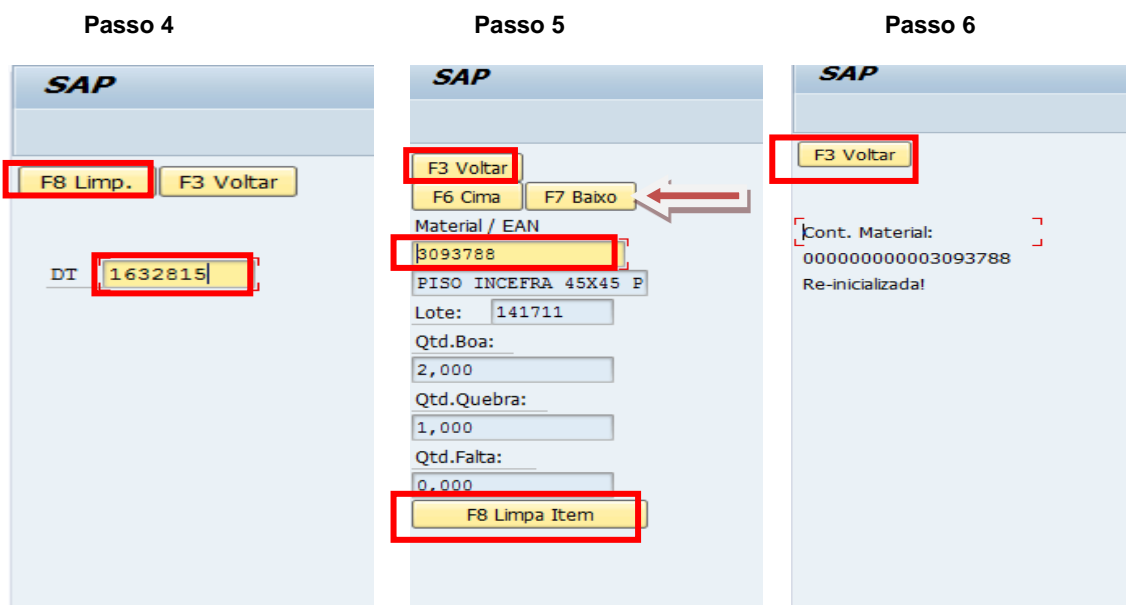 Passo 4
SAP
F8 Limp. F3 Voltar
DT 1632815
Passo 5
SAP
F3 Voltar
F6 Cima F7 Baixo
Material / EAN
3093788
PISO INCEFRA 45X45 P
Lote: 141711
Qtd.Boa:
2,000
Qtd.Quebra:
1,000
Qtd.Falta:
0,000
F8 Limpa Item
Passo 6
SAP
F3 Voltar
Cont. Material:
000000000003093788
Re-inicializada!